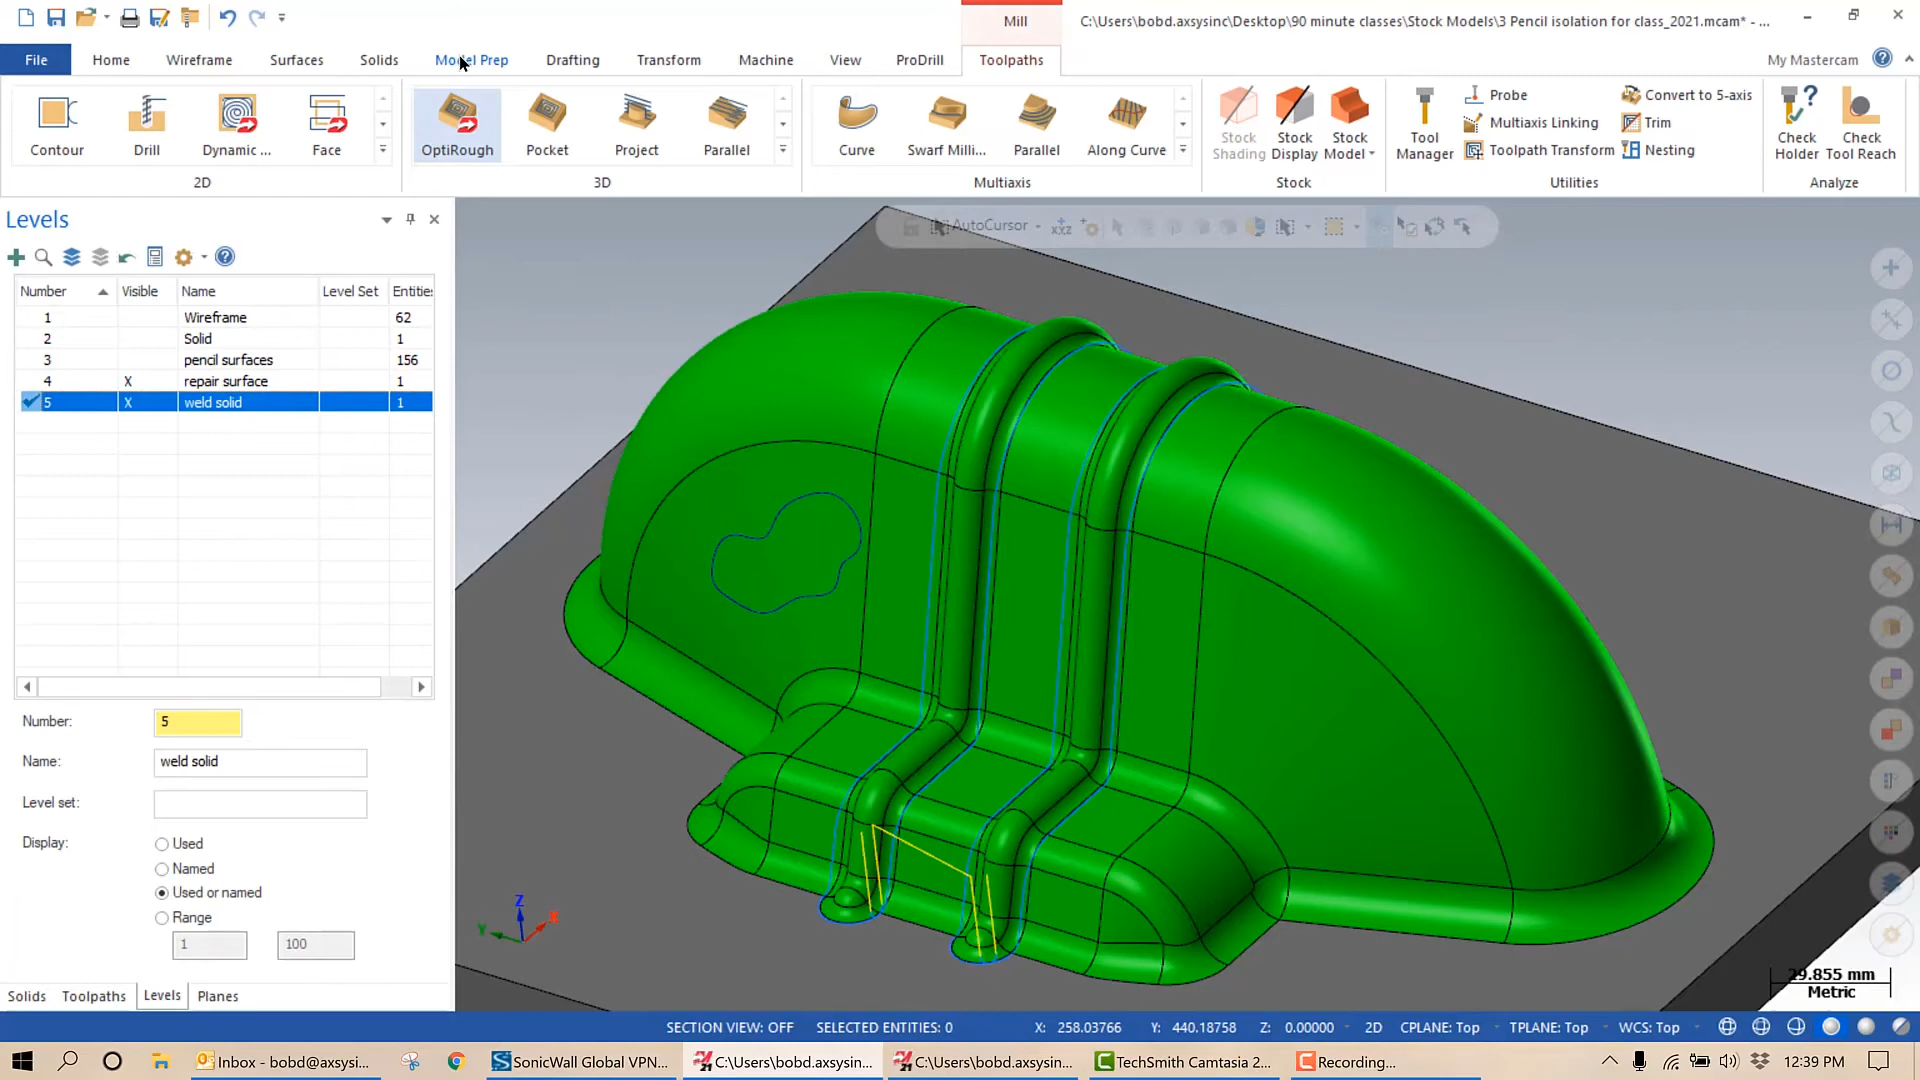 Mill
C:\Users\bobd.axsysinc\Desktop\90 minute classes\Stock Models\3 Pencil isolation for class_2021.mcam* - ...
File
Home
Wireframe
Surfaces
Solids
Model Prep
Drafting
Transform
Machine
View
ProDrill
Toolpaths
My Mastercam
Contour
Drill
Dynamic ...
Face
2D
OptiRough
Pocket
Project
Parallel
3D
Curve
Swarf Milli...
Parallel
Along Curve
Multiaxis
Stock Shading
Stock Display
Stock Model
Stock
Tool Manager
Probe
Multiaxis Linking
Toolpath Transform
Convert to 5-axis
Trim
Nesting
Utilities
Check Holder
Check Tool Reach
Analyze
Levels
AutoCursor
Number Visible Name Level Set Entitie
1 Wireframe 62
2 Solid 1
3 pencil surfaces 156
4 X repair surface 1
5 X weld solid 1
Number: 5
Name: weld solid
Level set:
Display: Used
Named
Used or named
Range
1 100
Solids Toolpaths Levels Planes
Z
X
Y
29.855 mm
Metric
SECTION VIEW: OFF SELECTED ENTITIES: 0 X: 258.03766 Y: 440.18758 Z: 0.00000 2D CPLANE: Top TPLANE: Top WCS: Top
Inbox - bobd@axsysi...
SonicWall Global VPN...
C:\Users\bobd.axsysin...
C:\Users\bobd.axsysin...
TechSmith Camtasia 2...
Recording...
12:39 PM